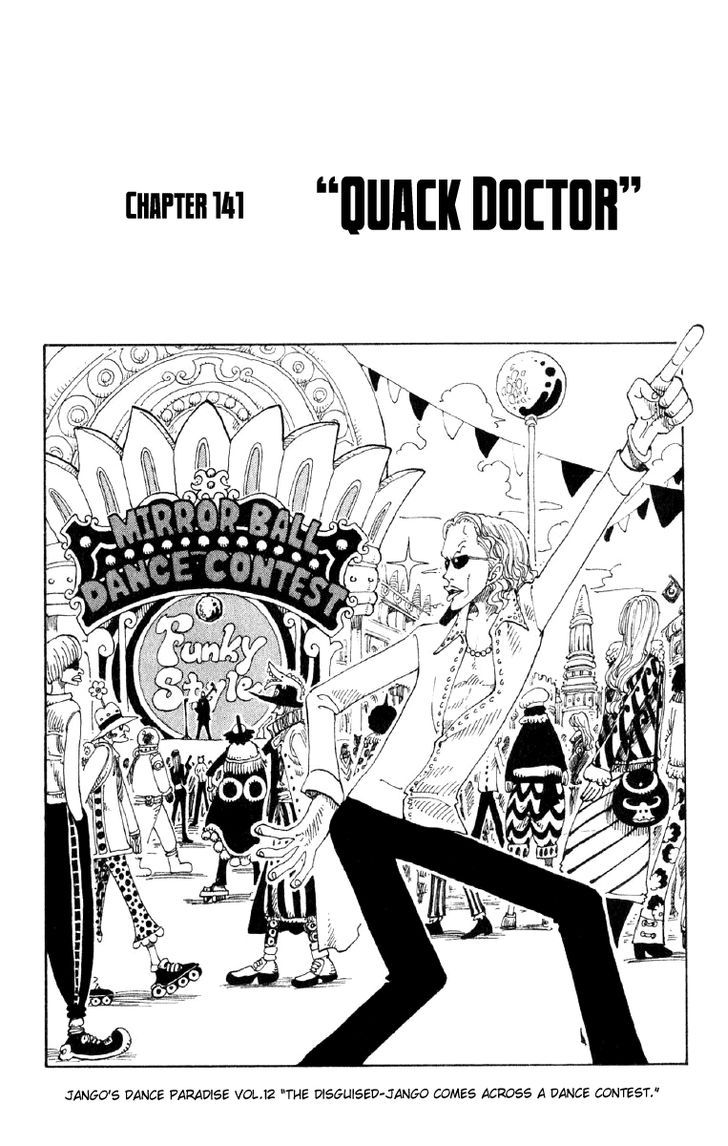 CHAPTER 141
“QUACK DOCTOR”
MIRROR BALL
DANCE CONTEST
Funky
Style
JANGO'S DANCE PARADISE VOL.12 "THE DISGUISED-JANGO COMES ACROSS A DANCE CONTEST."